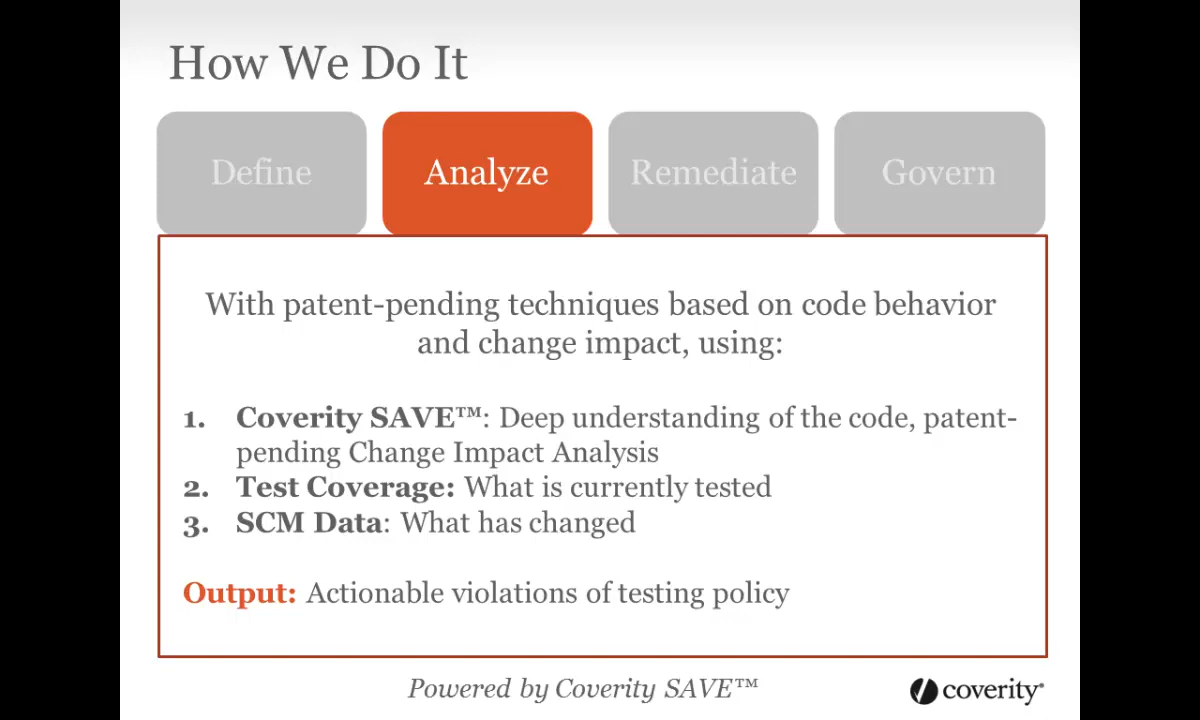 How We Do It
Define
Analyze
Remediate
Govern
With patent-pending techniques based on code behavior
and change impact, using:
1. Coverity SAVE™: Deep understanding of the code, patent-
pending Change Impact Analysis
2. Test Coverage: What is currently tested
3. SCM Data: What has changed
Output: Actionable violations of testing policy
Powered by Coverity SAVE™
coverity®